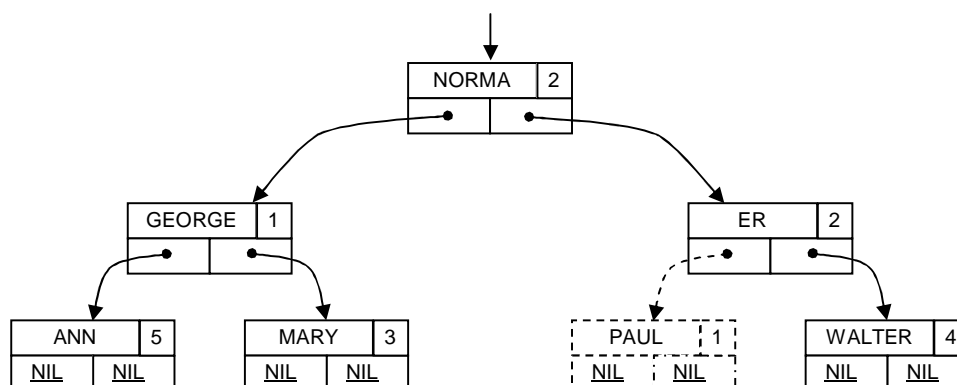 NORMA 2
GEORGE 1
ER 2
ANN 5
MARY 3
PAUL 1
WALTER 4
NIL NIL
NIL NIL
NIL NIL
NIL NIL